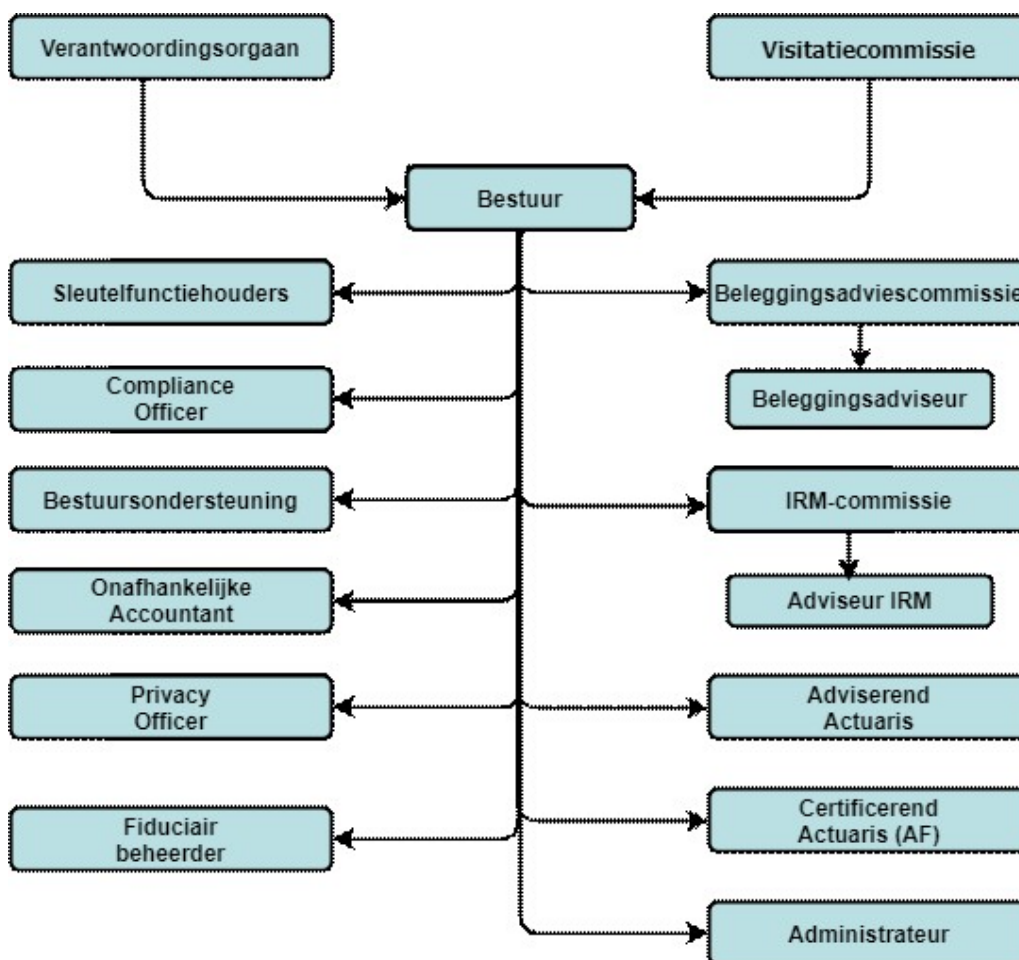 Verantwoordingsorgaan
Visitatiecommissie
Bestuur
Sleutelfunctiehouders
Beleggingsadviescommissie
Compliance
Officer
Beleggingsadviseur
Bestuursondersteuning
IRM-commissie
Onafhankelijke
Accountant
Adviseur IRM
Privacy
Officer
Adviserend
Actuaris
Fiduciair
beheerder
Certificerend
Actuaris (AF)
Administrateur